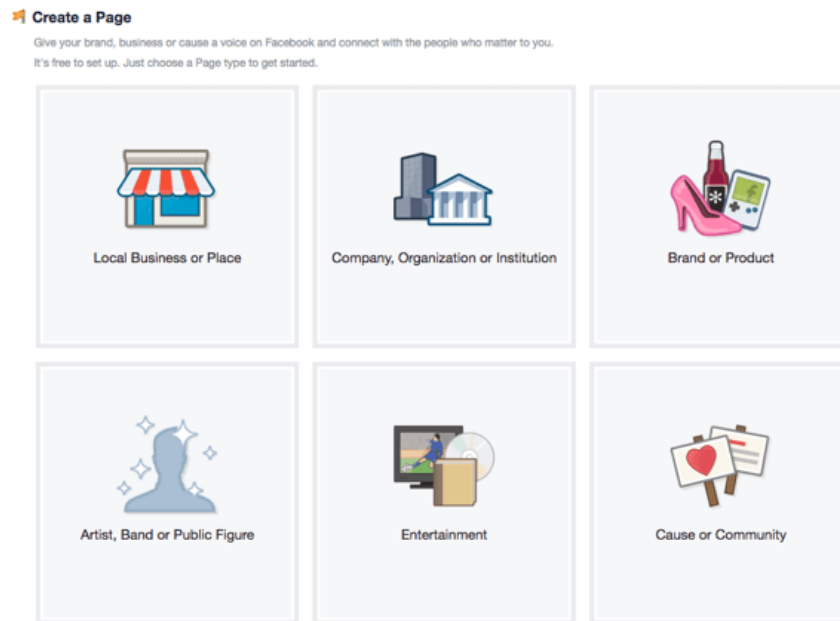 Create a Page
Give your brand, business or cause a voice on Facebook and connect with the people who matter to you.
It's free to set up. Just choose a Page type to get started.
Local Business or Place
Company, Organization or Institution
Brand or Product
Artist, Band or Public Figure
Entertainment
Cause or Community